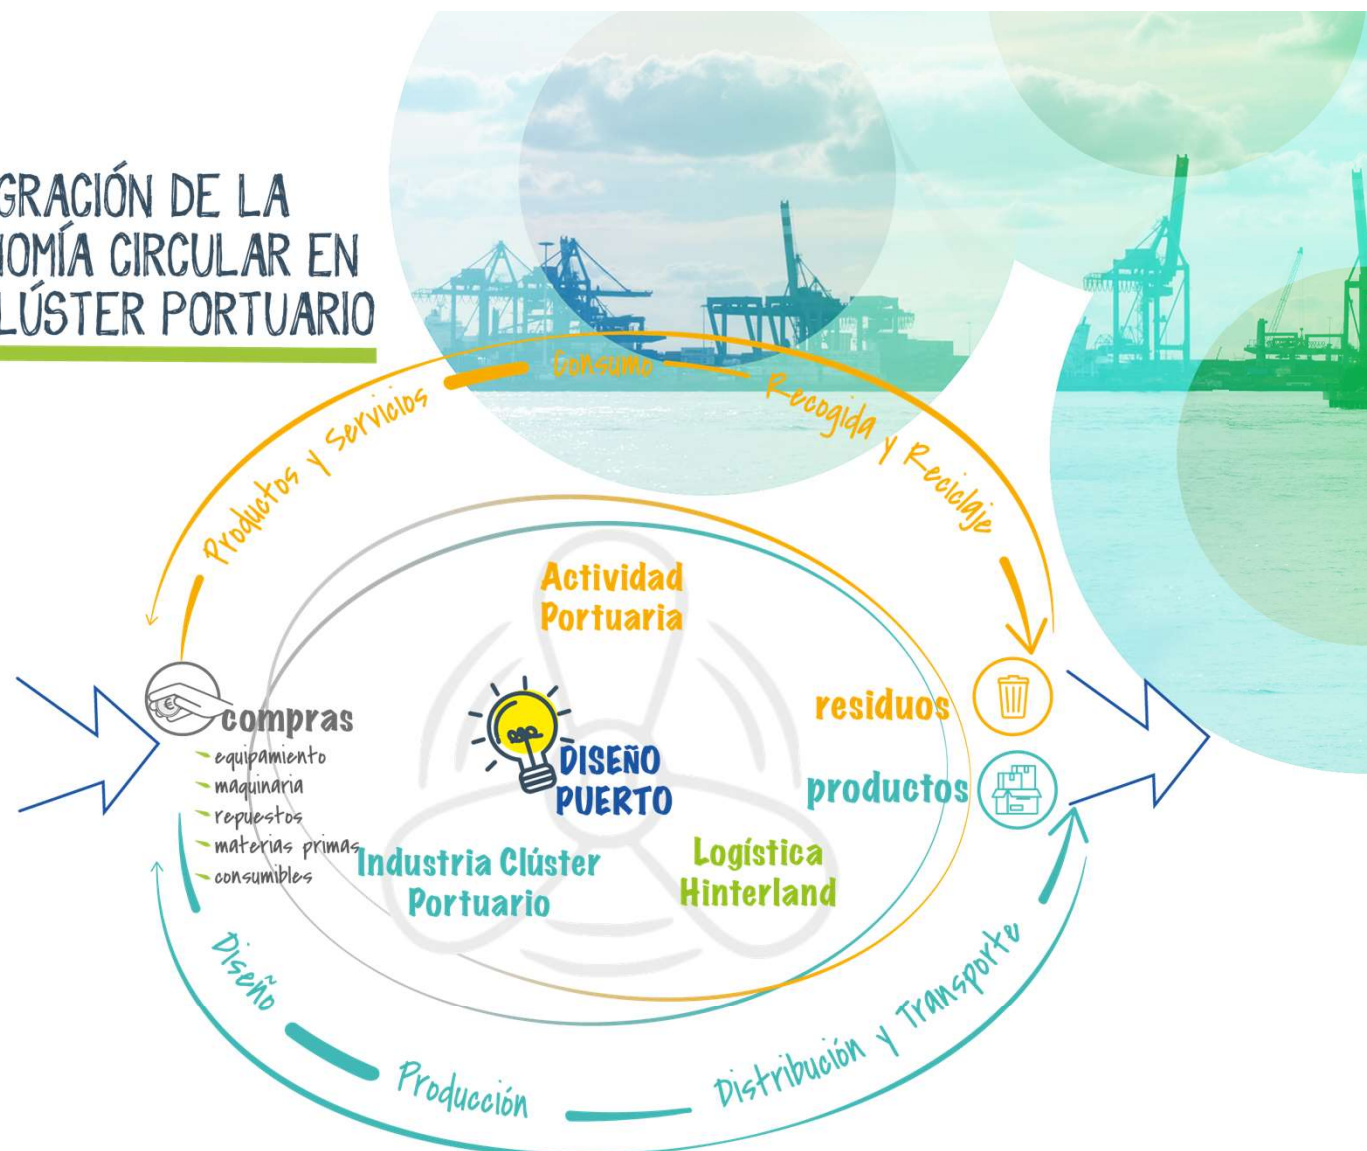 GRACIÓN DE LA
NOMÍA CIRCULAR EN
LÚSTER PORTUARIO
Productos y Servicios
Consumo
Recogida y Reciclaje
Actividad
Portuaria
compras
equipamiento
maquinaria
repuestos
materias primas
consumibles
DISEÑO
PUERTO
residuos
productos
Industria Clúster
Portuario
Logística
Hinterland
Diseño
Producción
Distribución y Transporte